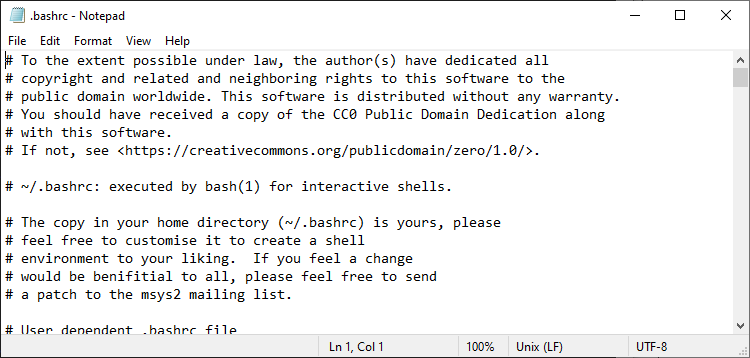 .bashrc - Notepad
File Edit Format View Help
# To the extent possible under law, the author(s) have dedicated all
# copyright and related and neighboring rights to this software to the
# public domain worldwide. This software is distributed without any warranty.
# You should have received a copy of the CC0 Public Domain Dedication along
# with this software.
# If not, see <https://creativecommons.org/publicdomain/zero/1.0/>.
# ~/.bashrc: executed by bash(1) for interactive shells.
# The copy in your home directory (~/.bashrc) is yours, please
# feel free to customise it to create a shell
# environment to your liking.  If you feel a change
# would be benifitial to all, please feel free to send
# a patch to the msys2 mailing list.
# User dependent .bashrc file
Ln 1, Col 1 100% Unix (LF) UTF-8